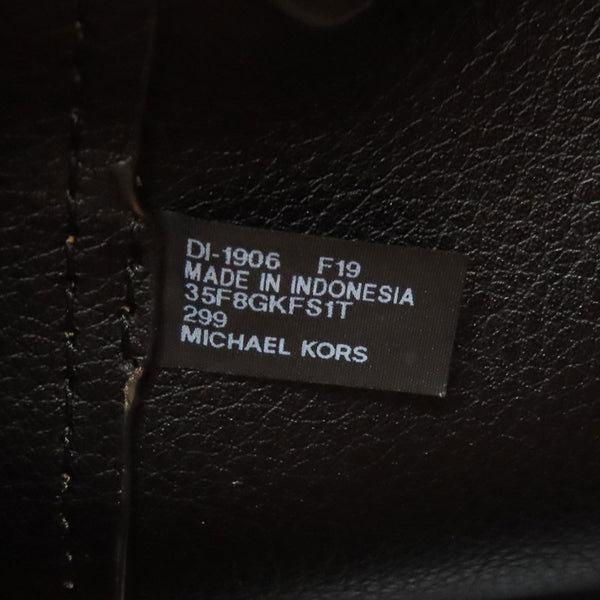 DI-1906 F19
MADE IN INDONESIA
35F8GKFS1T
299
MICHAEL KORS